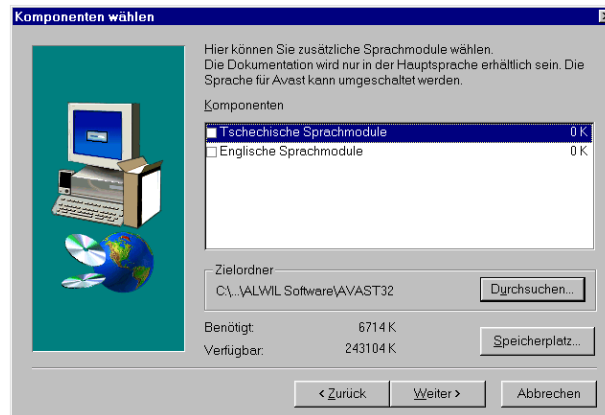 Komponenten wählen
Hier können Sie zusätzliche Sprachmodule wählen.
Die Dokumentation wird nur in der Hauptsprache erhältlich sein. Die
Sprache für Avast kann umgeschaltet werden.
Komponenten
Tschechische Sprachmodule 0 K
Englische Sprachmodule 0 K
Zielordner
C:\...\ALWIL Software\AVAST32
Durchsuchen...
Benötigt: 6714 K
Verfügbar: 243104 K
Speicherplatz...
< Zurück Weiter > Abbrechen